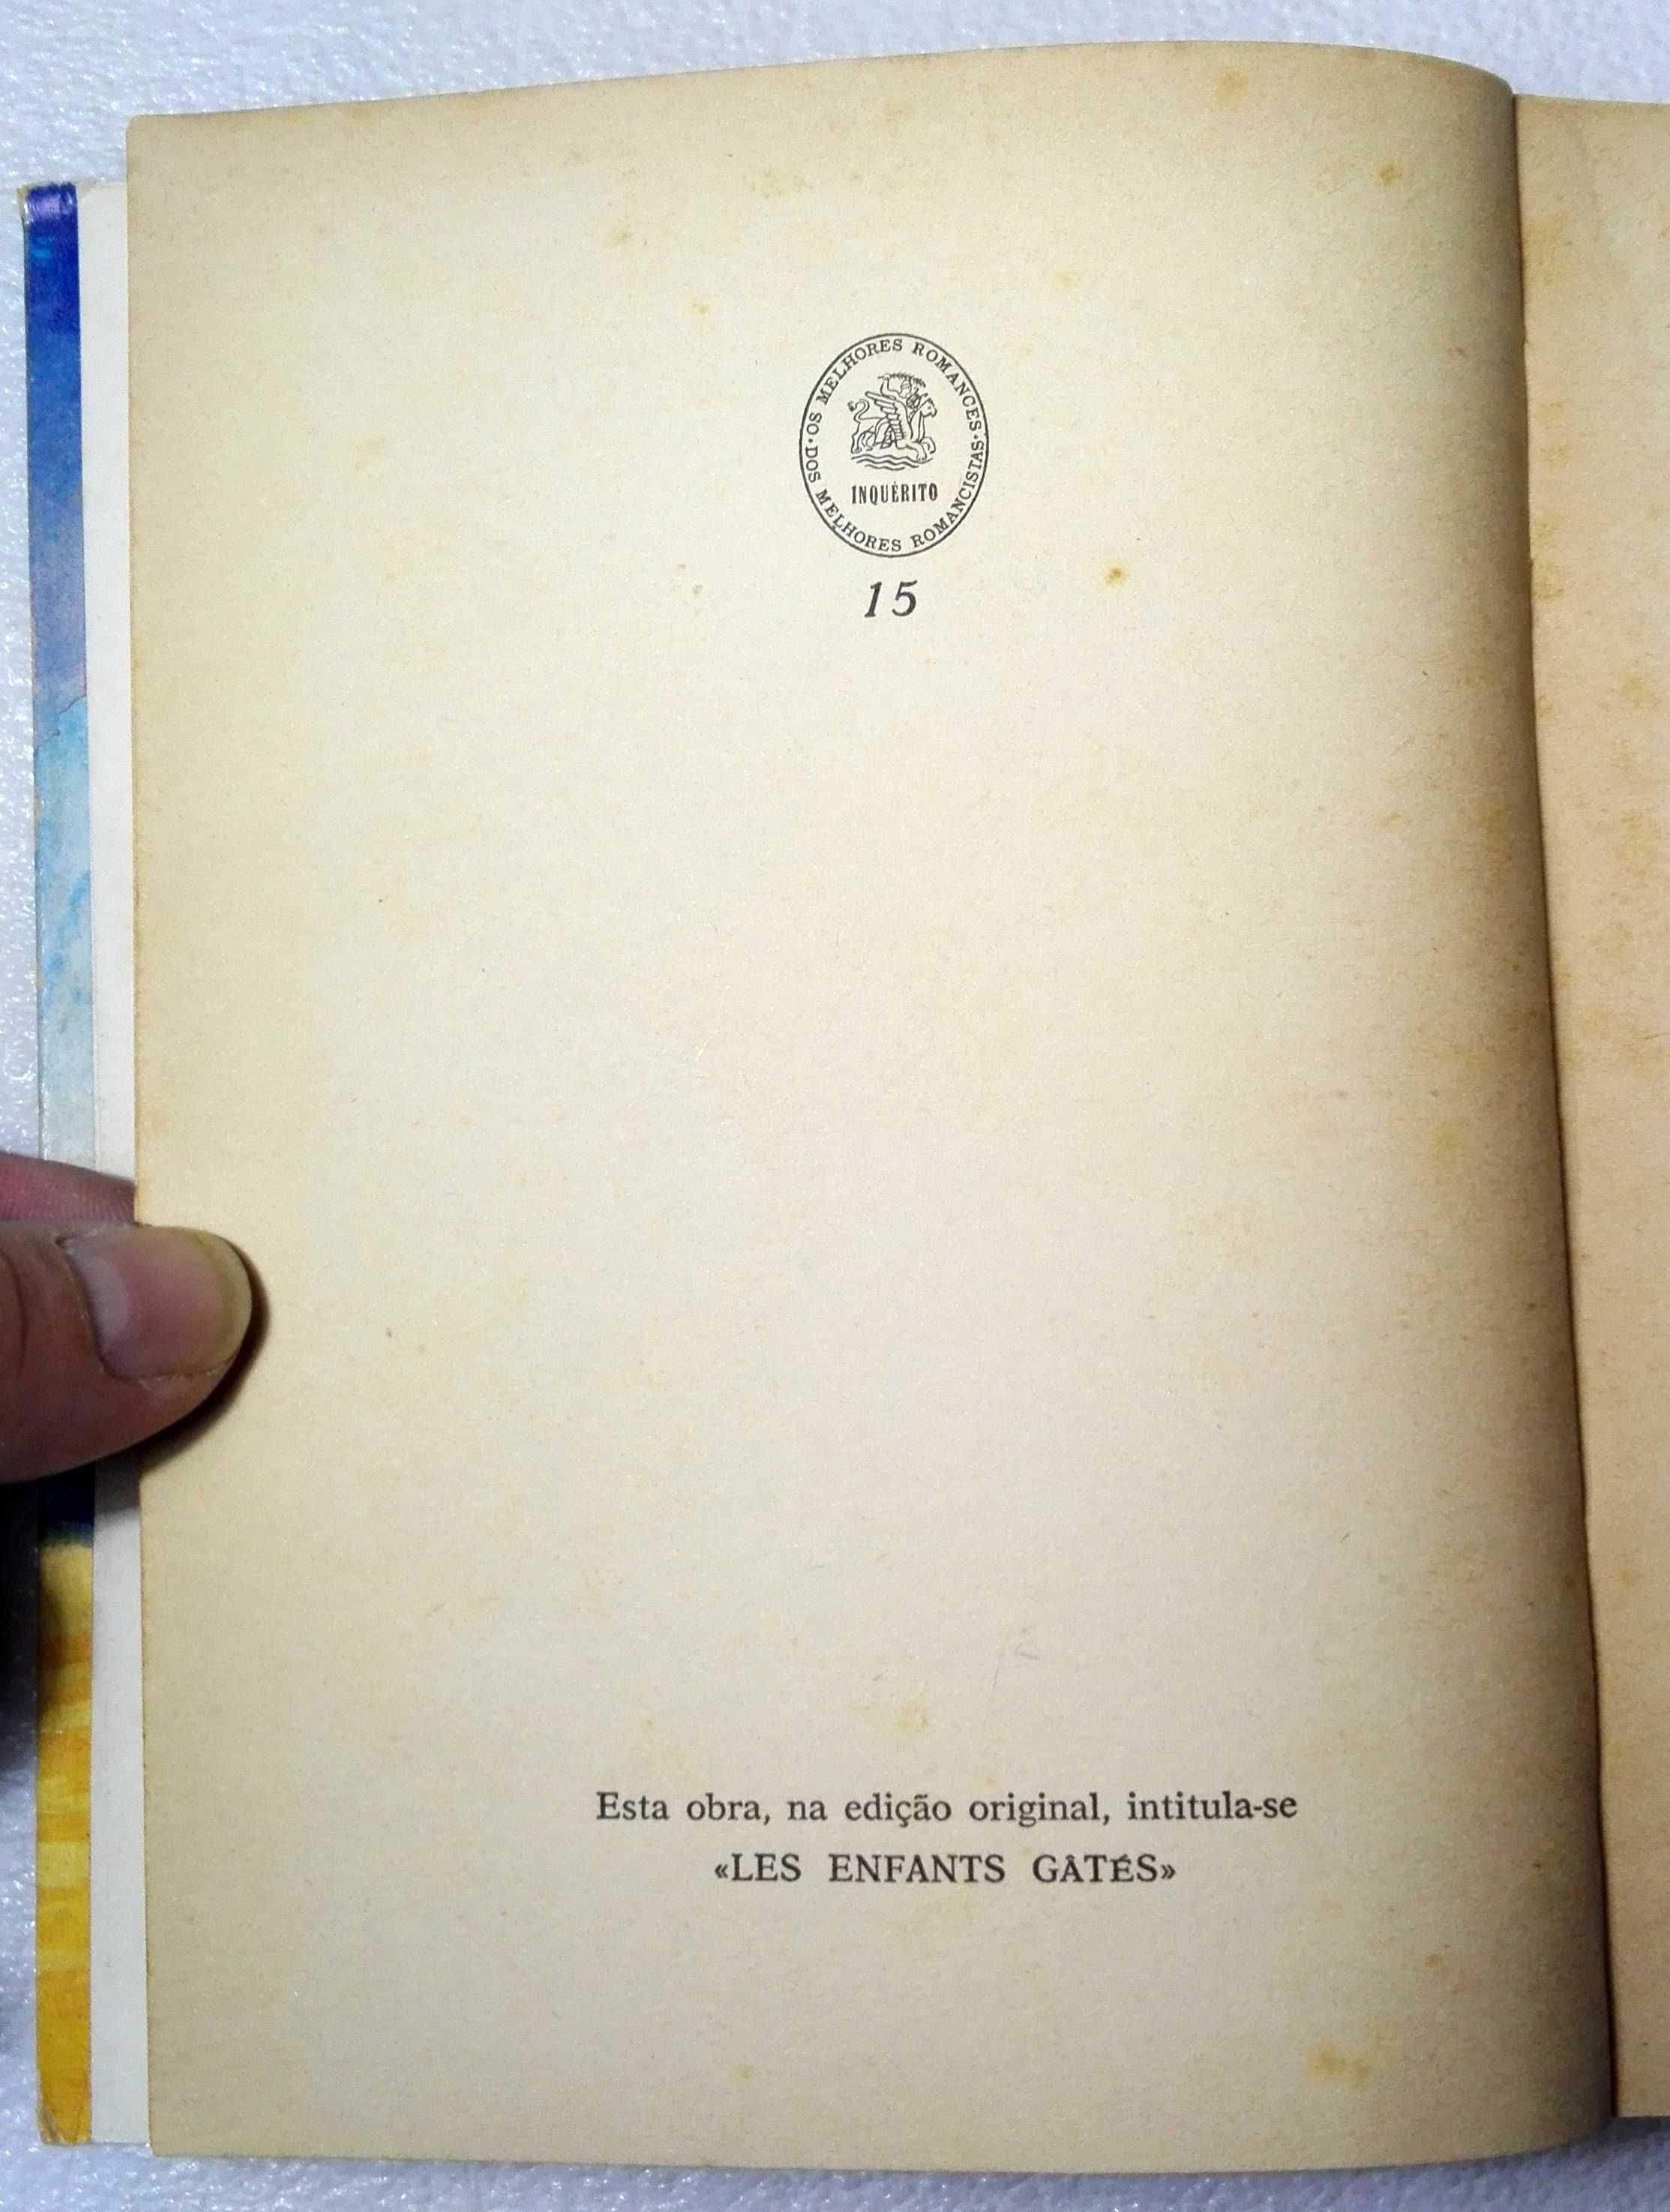 OS MELHORES ROMANCES · DOS MELHORES ROMANCISTAS ·
INQUÉRITO
15
Esta obra, na edição original, intitula-se
«LES ENFANTS GÂTÉS»